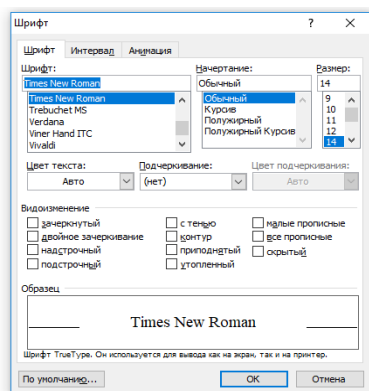 Шрифт ? ×
Шрифт Интервал Анимация
Шрифт: Начертание: Размер:
Times New Roman Обычный 14
Times New Roman Обычный 9
Trebuchet MS Курсив 10
Verdana Полужирный 11
Viner Hand ITC Полужирный Курсив 12
Vivaldi 14
Цвет текста: Подчеркивание: Цвет подчеркивания:
Авто (нет) Авто
Видоизменение
зачеркнутый с тенью малые прописные
двойное зачеркивание контур все прописные
надстрочный приподнятый скрытый
подстрочный утопленный
Образец
Times New Roman
Шрифт TrueType. Он используется для вывода как на экран, так и на принтер.
По умолчанию... ОК Отмена